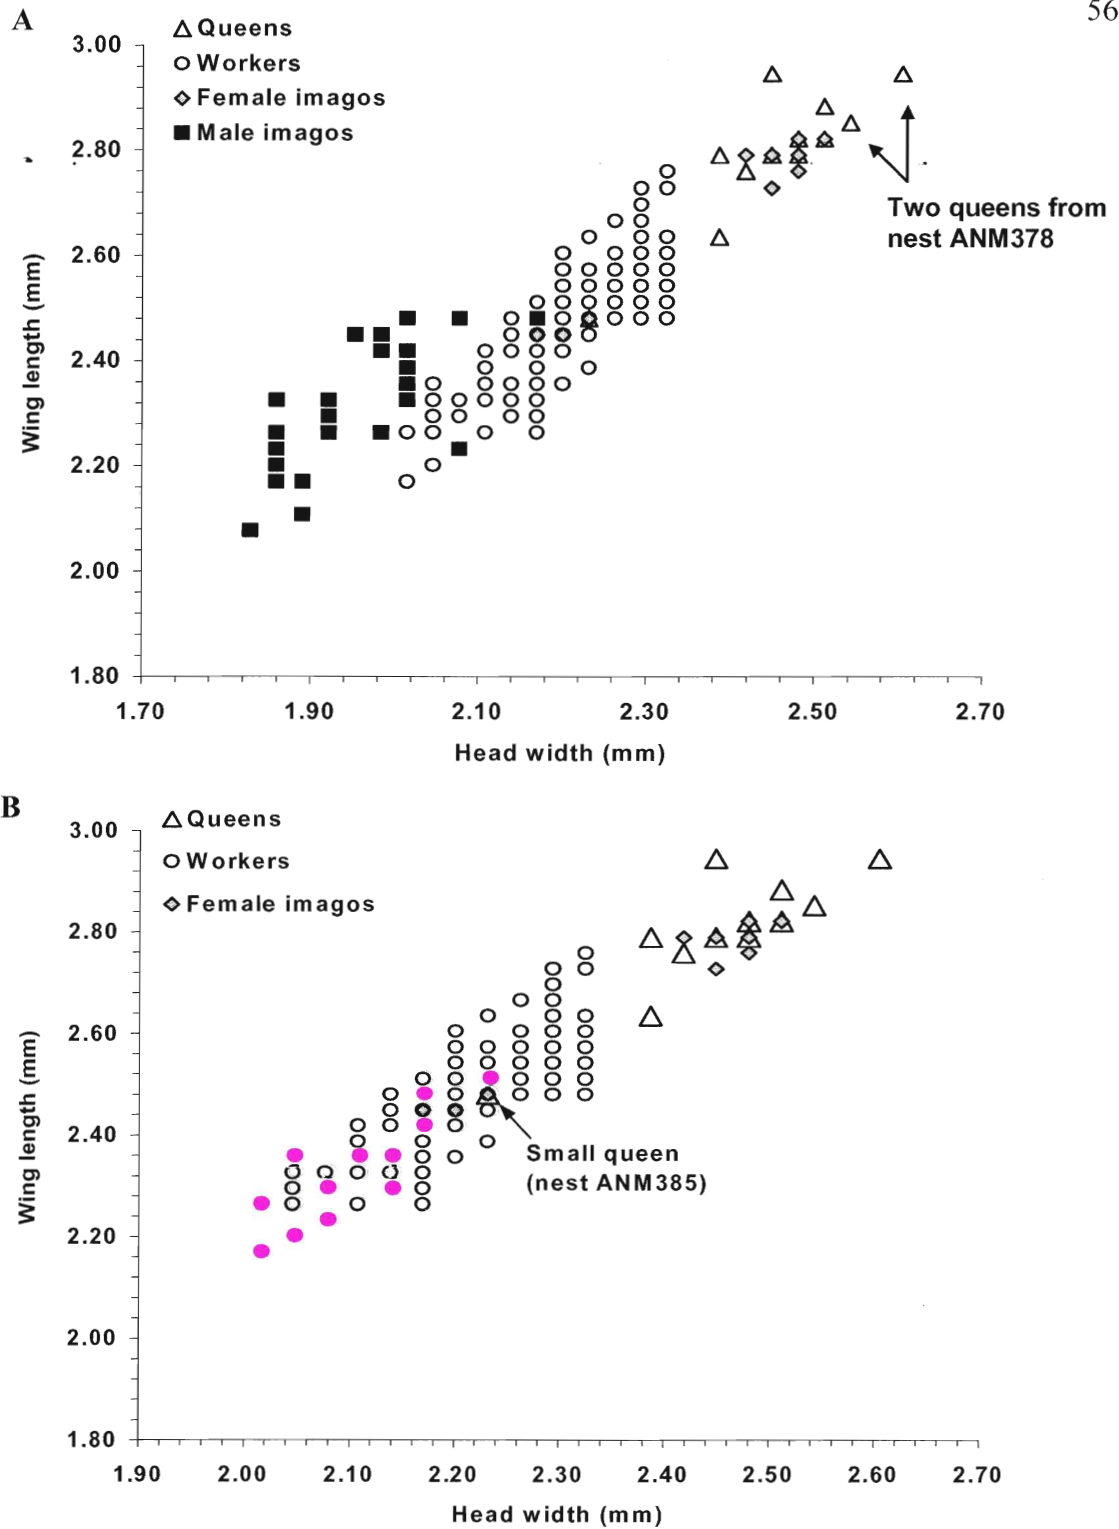 56
A
Queens
Workers
Female imagos
Male imagos
3.00
2.80
2.60
2.40
2.20
2.00
1.80
Wing length (mm)
Two queens from
nest ANM378
1.70 1.90 2.10 2.30 2.50 2.70
Head width (mm)
B
Queens
Workers
Female imagos
3.00
2.80
2.60
2.40
2.20
2.00
1.80
Wing length (mm)
Small queen
(nest ANM385)
1.90 2.00 2.10 2.20 2.30 2.40 2.50 2.60 2.70
Head width (mm)